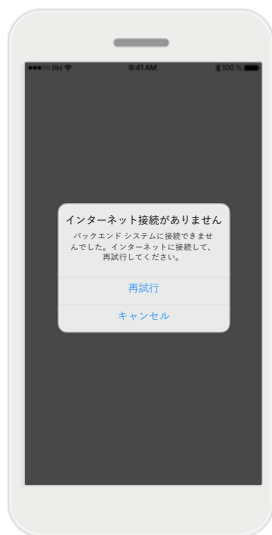 PH 9:41 AM 100 %
インターネット接続がありません
バックエンド システムに接続できませ
んでした。インターネットに接続して、
再試行してください。
再試行
キャンセル